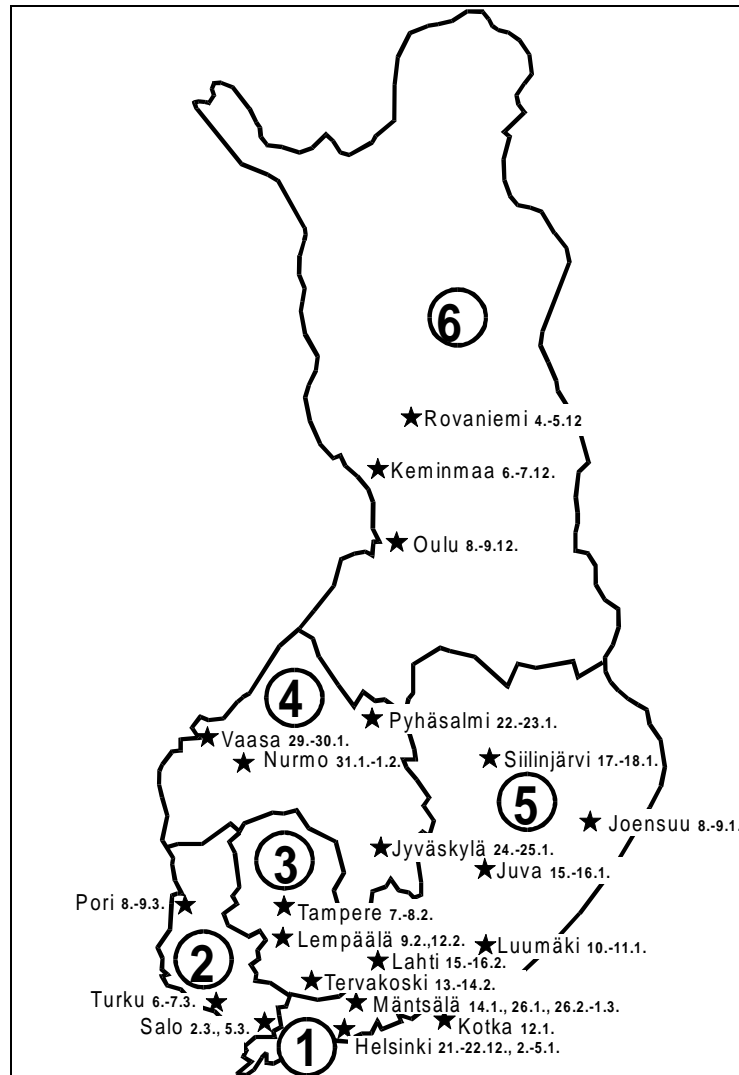 6
Rovaniemi 4.-5.12
Keminmaa 6.-7.12.
Oulu 8.-9.12.
4
Pyhäsalmi 22.-23.1.
Vaasa 29.-30.1.
Nurmo 31.1.-1.2.
Siilinjärvi 17.-18.1.
5
Joensuu 8.-9.1.
3
Jyväskylä 24.-25.1.
Juva 15.-16.1.
Pori 8.-9.3.
Tampere 7.-8.2.
Lempäälä 9.2.,12.2.
Luumäki 10.-11.1.
2
Lahti 15.-16.2.
Tervakoski 13.-14.2.
Turku 6.-7.3.
Mäntsälä 14.1., 26.1., 26.2.-1.3.
Salo 2.3., 5.3.
Kotka 12.1.
1
Helsinki 21.-22.12., 2.-5.1.